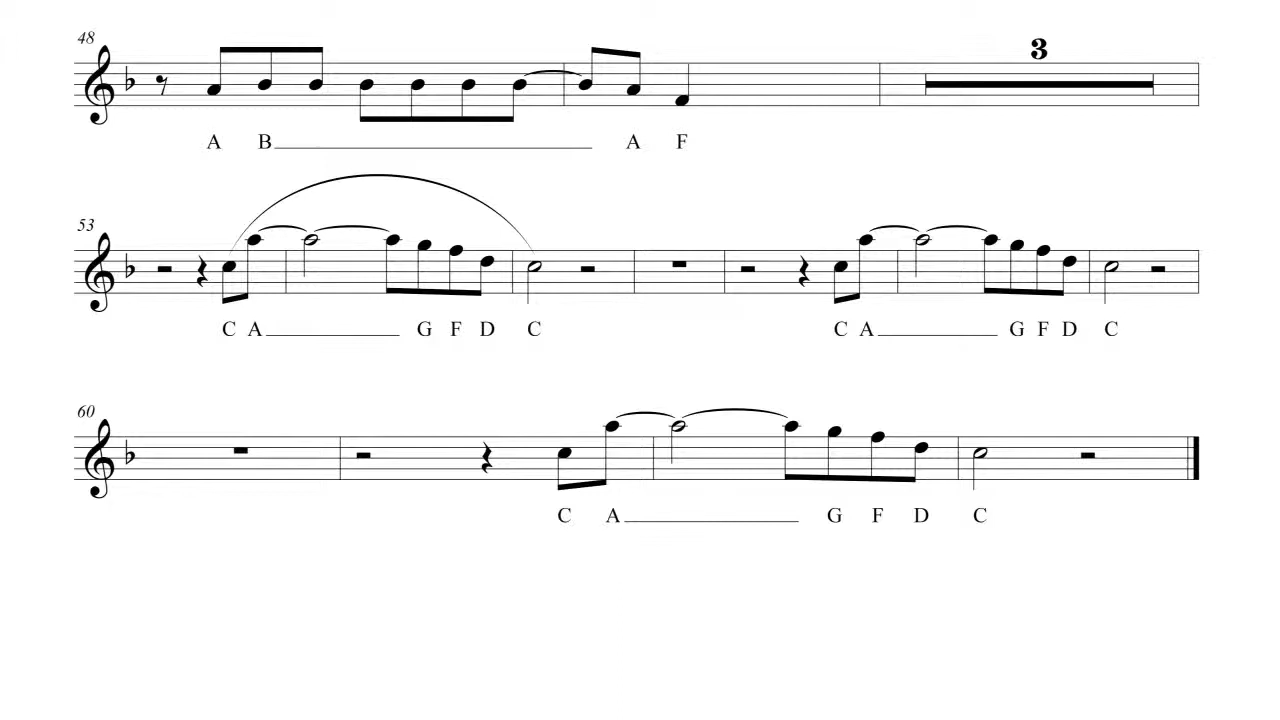 48
3
A B A F
53
C A G F D C C A G F D C
60
C A G F D C